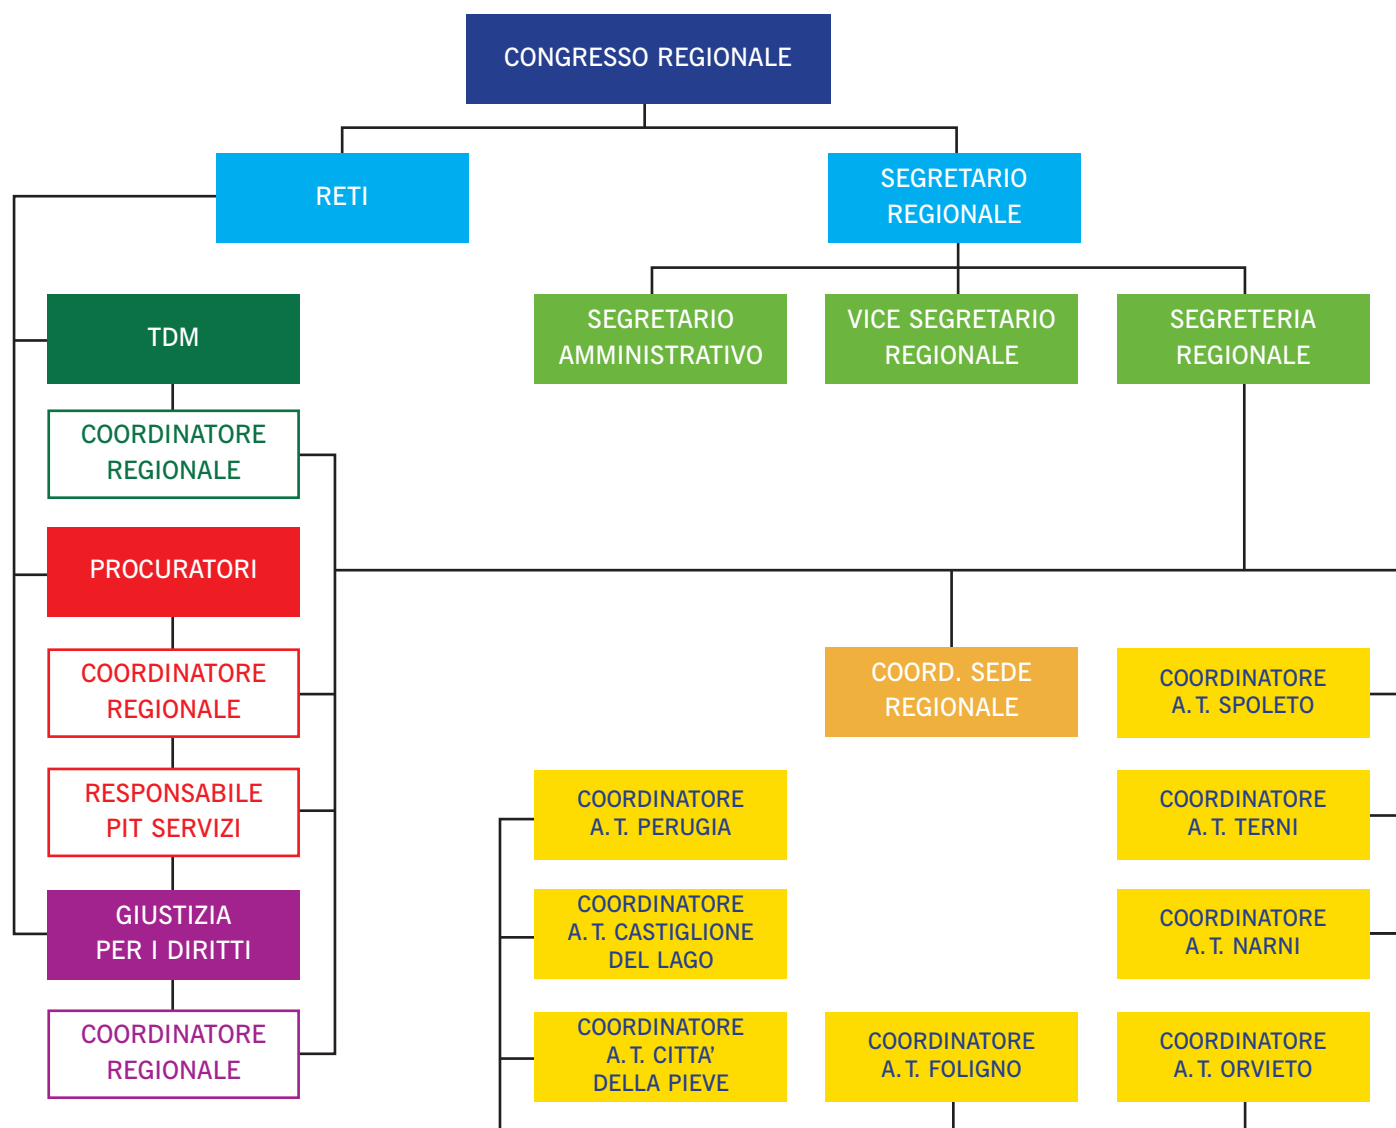 CONGRESSO REGIONALE
RETI
SEGRETARIO
REGIONALE
TDM
SEGRETARIO
AMMINISTRATIVO
VICE SEGRETARIO
REGIONALE
SEGRETERIA
REGIONALE
COORDINATORE
REGIONALE
PROCURATORI
COORDINATORE
REGIONALE
COORD. SEDE
REGIONALE
COORDINATORE
A.T. SPOLETO
RESPONSABILE
PIT SERVIZI
COORDINATORE
A.T. PERUGIA
COORDINATORE
A.T. TERNI
GIUSTIZIA
PER I DIRITTI
COORDINATORE
A.T. CASTIGLIONE
DEL LAGO
COORDINATORE
A.T. NARNI
COORDINATORE
REGIONALE
COORDINATORE
A.T. CITTA'
DELLA PIEVE
COORDINATORE
A.T. FOLIGNO
COORDINATORE
A.T. ORVIETO